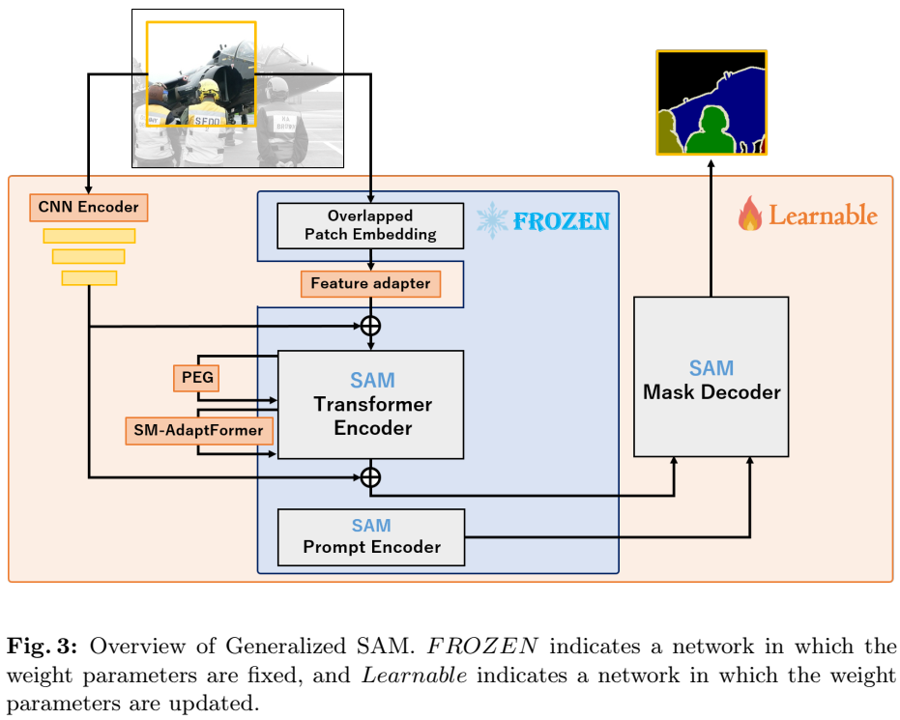 SEOO
CNN Encoder
Overlapped
Patch Embedding
FROZEN
Learnable
Feature adapter
PEG
SM-AdaptFormer
SAM
Transformer
Encoder
SAM
Mask Decoder
SAM
Prompt Encoder
Fig. 3: Overview of Generalized SAM. FROZEN indicates a network in which the
weight parameters are fixed, and Learnable indicates a network in which the weight
parameters are updated.